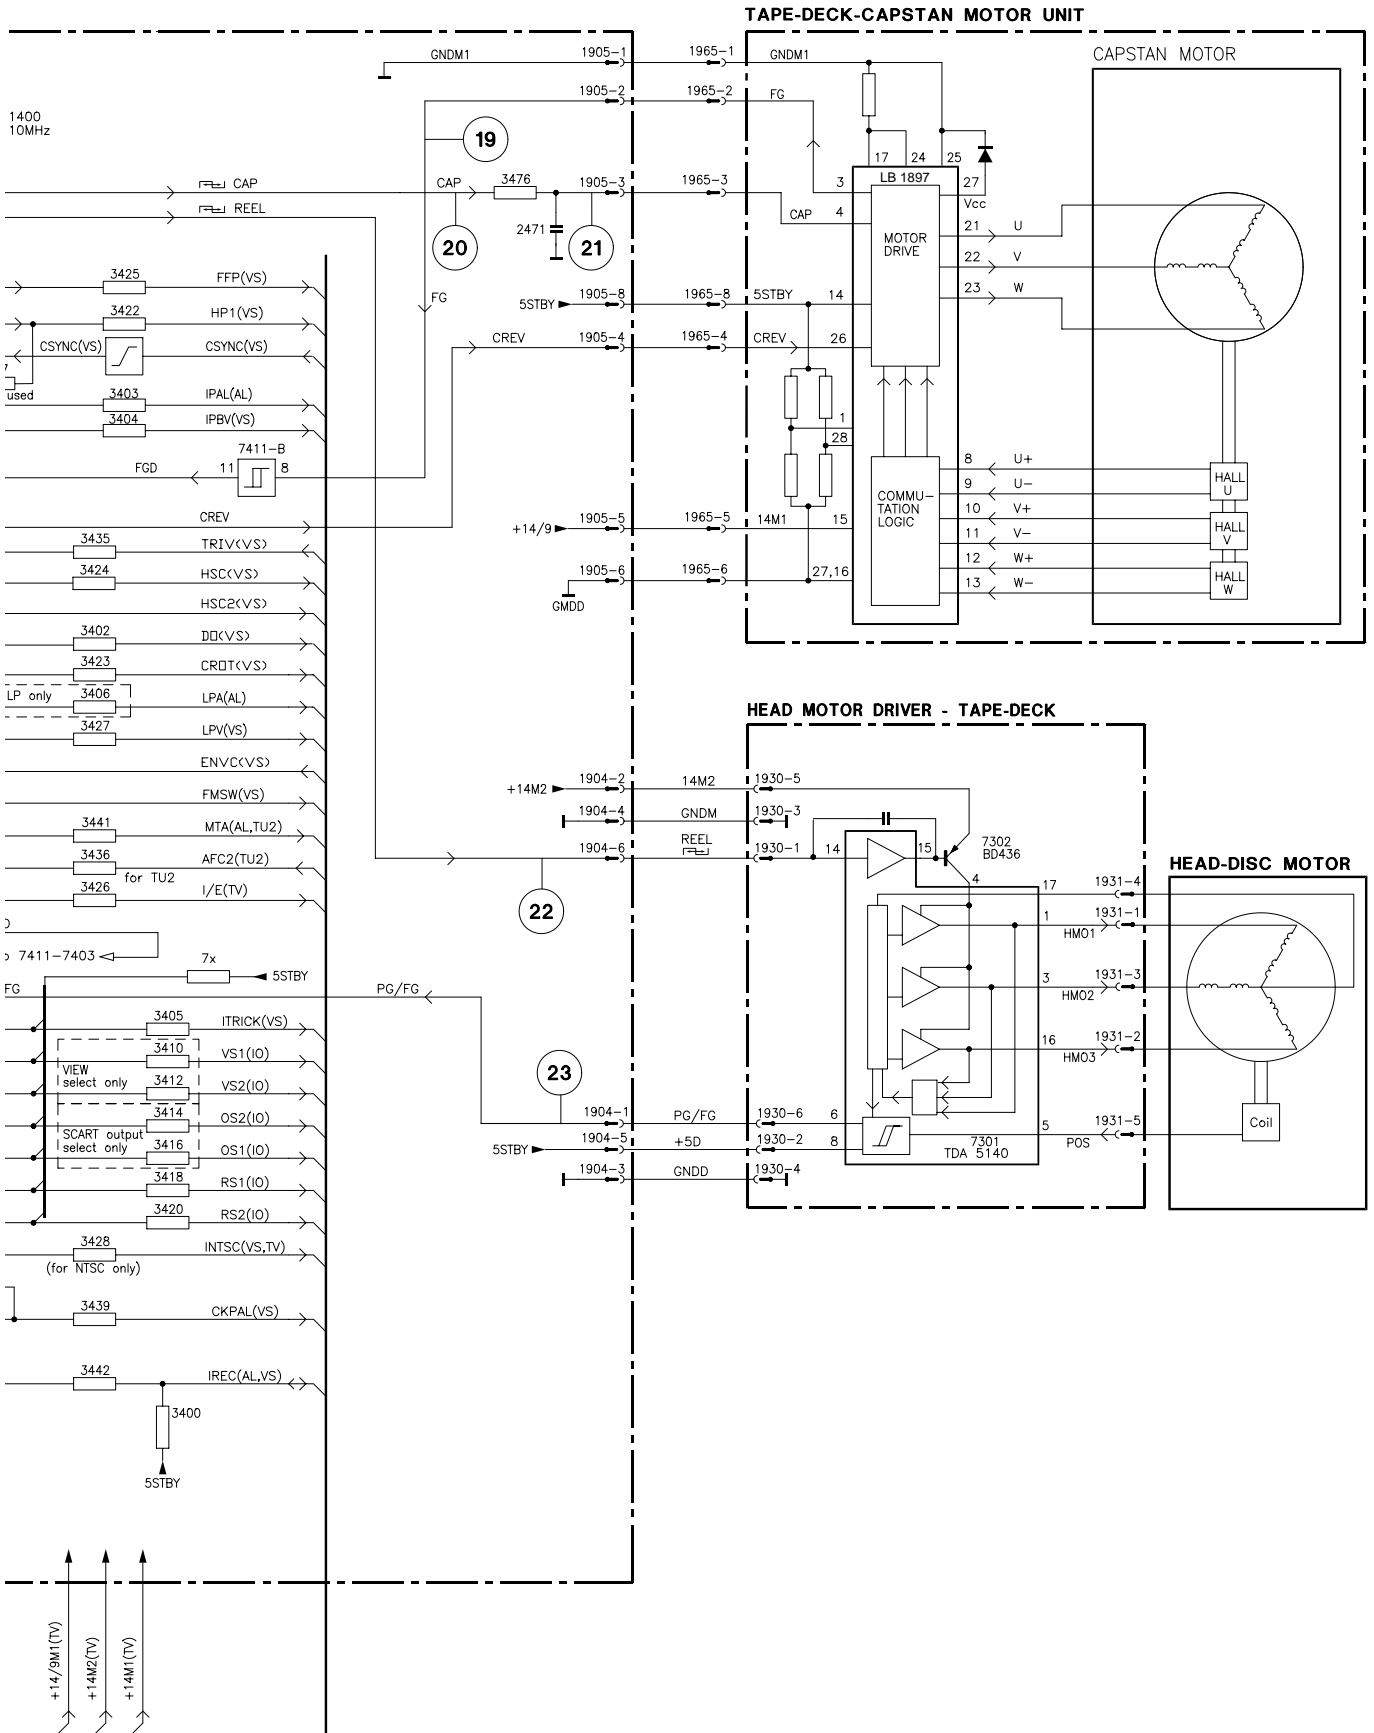 TAPE-DECK-CAPSTAN MOTOR UNIT
GNDM1
1905-1
1965-1
GNDM1
CAPSTAN MOTOR
1905-2
1965-2
FG
1400
10MHz
19
17
24
25
LB 1897
CAP
CAP
3476
1905-3
1965-3
3
27
Vcc
REEL
4
CAP
21
U
20
2471
21
MOTOR
DRIVE
22
V
3425
FFP(VS)
FG
5STBY
1905-8
1965-8
5STBY
14
23
W
3422
HP1(VS)
CREV
1905-4
1965-4
CREV
26
CSYNC(VS)
CSYNC(VS)
7
used
3403
IPAL(AL)
3404
IPBV(VS)
1
28
7411-B
FGD
11
8
8
U+
HALL
U
9
U-
COMMU-
TATION
LOGIC
10
V+
CREV
+14/9
1905-5
1965-5
14M1
15
11
V-
HALL
V
3435
TRIV(VS)
12
W+
3424
HSC(VS)
1905-6
1965-6
27,16
13
W-
HALL
W
GMDD
HSC2(VS)
3402
DO(VS)
3423
CROT(VS)
LP only
3406
LPA(AL)
HEAD MOTOR DRIVER - TAPE-DECK
3427
LPV(VS)
ENVC(VS)
+14M2
1904-2
14M2
1930-5
FMSW(VS)
1904-4
GNDM
1930-3
3441
MTA(AL,TU2)
REEL
7302
BD436
3436
AFC2(TU2)
1904-6
1930-1
14
15
for TU2
HEAD-DISC MOTOR
3426
I/E(TV)
4
17
1931-4
22
1
HMO1
1931-1
7411-7403
7x
5STBY
FG
PG/FG
3
HMO2
1931-3
3405
ITRICK(VS)
3410
VS1(IO)
16
HMO3
1931-2
VIEW
select only
3412
VS2(IO)
23
3414
OS2(IO)
1904-1
PG/FG
1930-6
6
SCART output
select only
3416
OS1(IO)
5STBY
1904-5
+5D
1930-2
8
7301
TDA 5140
5
POS
1931-5
Coil
3418
RS1(IO)
1904-3
GNDD
1930-4
3420
RS2(IO)
3428
INTSC(VS,TV)
(for NTSC only)
3439
CKPAL(VS)
3442
IREC(AL,VS)
3400
5STBY
+14/9M1(TV)
+14M2(TV)
+14M1(TV)